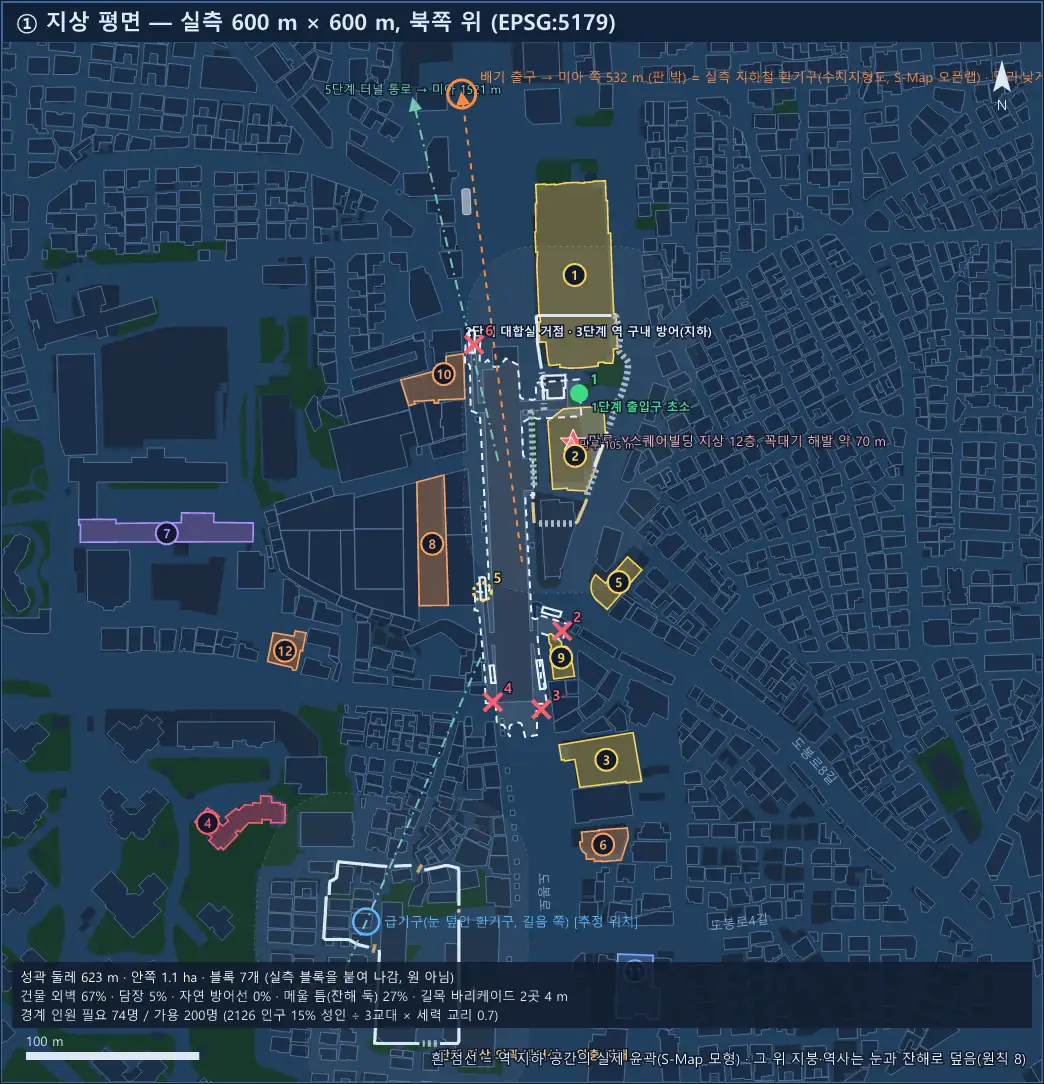 ① 지상 평면 — 실측 600 m × 600 m, 북쪽 위 (EPSG:5179)
배기 출구 → 미아 쪽 532 m (판 밖) = 실측 지하철 환기구(수치지형도, S-Map 오픈랩)
5단계 터널 통로 → 미아 1521 m
N
1
6
대합실 거점 · 3단계 역 구내 방어(지하)
10
1
1단계 출입구 초소
망루
Y스퀘어빌딩 지상 12층, 꼭대기 해발 약 70 m
2
7
8
5
5
2
12
9
4
3
3
도봉로8길
4
6
도봉로
도봉로4길
급기구(눈 덮인 환기구, 길음 쪽) [추정 위치]
11
성곽 둘레 623 m · 안쪽 1.1 ha · 블록 7개 (실측 블록을 붙여 나감, 원 아님)
건물 외벽 67% · 담장 5% · 자연 방어선 0% · 메울 틈(잔해 둑) 27% · 길목 바리케이드 2곳 4 m
경계 인원 필요 74명 / 가용 200명 (2126 인구 15% 성인 ÷ 3교대 × 세력 교리 0.7)
100 m
흰 점선 = 역 지하 공간의 실제 윤곽(S-Map 모형) · 그 위 지붕·역사는 눈과 잔해로 덮음(원칙 8)